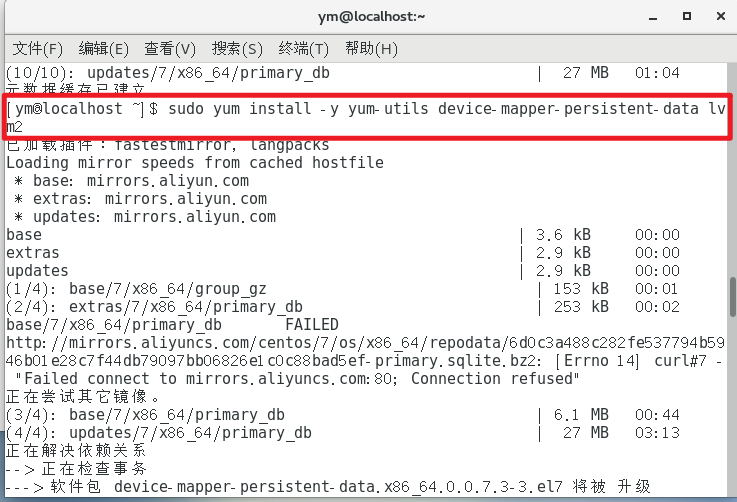 ym@localhost:~
文件(F) 编辑(E) 查看(V) 搜索(S) 终端(T) 帮助(H)
(10/10): updates/7/x86_64/primary_db | 27 MB 01:04
元数据缓存已建立
[ym@localhost ~]$ sudo yum install -y yum-utils device-mapper-persistent-data lv
m2
已加载插件：fastestmirror, langpacks
Loading mirror speeds from cached hostfile
 * base: mirrors.aliyun.com
 * extras: mirrors.aliyun.com
 * updates: mirrors.aliyun.com
base | 3.6 kB 00:00
extras | 2.9 kB 00:00
updates | 2.9 kB 00:00
(1/4): base/7/x86_64/group_gz | 153 kB 00:01
(2/4): extras/7/x86_64/primary_db | 253 kB 00:02
base/7/x86_64/primary_db FAILED
http://mirrors.aliyuncs.com/centos/7/os/x86_64/repodata/6d0c3a488c282fe537794b59
46b01e28c7f44db79097bb06826e1c0c88bad5ef-primary.sqlite.bz2: [Errno 14] curl#7 -
 "Failed connect to mirrors.aliyuncs.com:80; Connection refused"
正在尝试其它镜像。
(3/4): base/7/x86_64/primary_db | 6.1 MB 00:44
(4/4): updates/7/x86_64/primary_db | 27 MB 03:13
正在解决依赖关系
--> 正在检查事务
---> 软件包 device-mapper-persistent-data.x86_64.0.0.7.3-3.el7 将被 升级